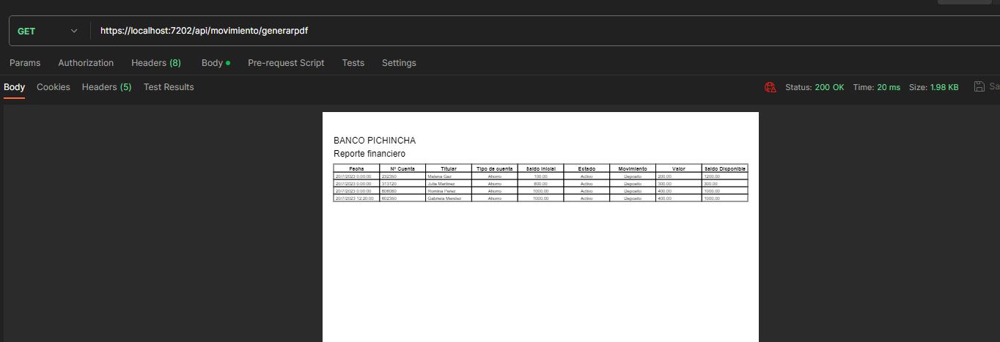 GET https://localhost:7202/api/movimiento/generarpdf
Params Authorization Headers (8) Body Pre-request Script Tests Settings
Body Cookies Headers (5) Test Results Status: 200 OK Time: 20 ms Size: 1.98 KB Sa
BANCO PICHINCHA
Reporte financiero
Fecha Nº Cuenta Titular Tipo de cuenta Saldo Inicial Estado Movimiento Valor Saldo Disponible
20/7/2023 0:00:00 232350 Malena Gez Ahorro 100.00 Activo Deposito 200.00 1200.00
20/7/2023 0:00:00 313120 Julia Martinez Ahorro 800.00 Activo Deposito 300.00 300.00
20/7/2023 0:00:00 606080 Romina Perez Ahorro 1000.00 Activo Deposito 400.00 1000.00
20/7/2023 12:20:00 602350 Gabriela Mendez Ahorro 1000.00 Activo Deposito 400.00 1000.00